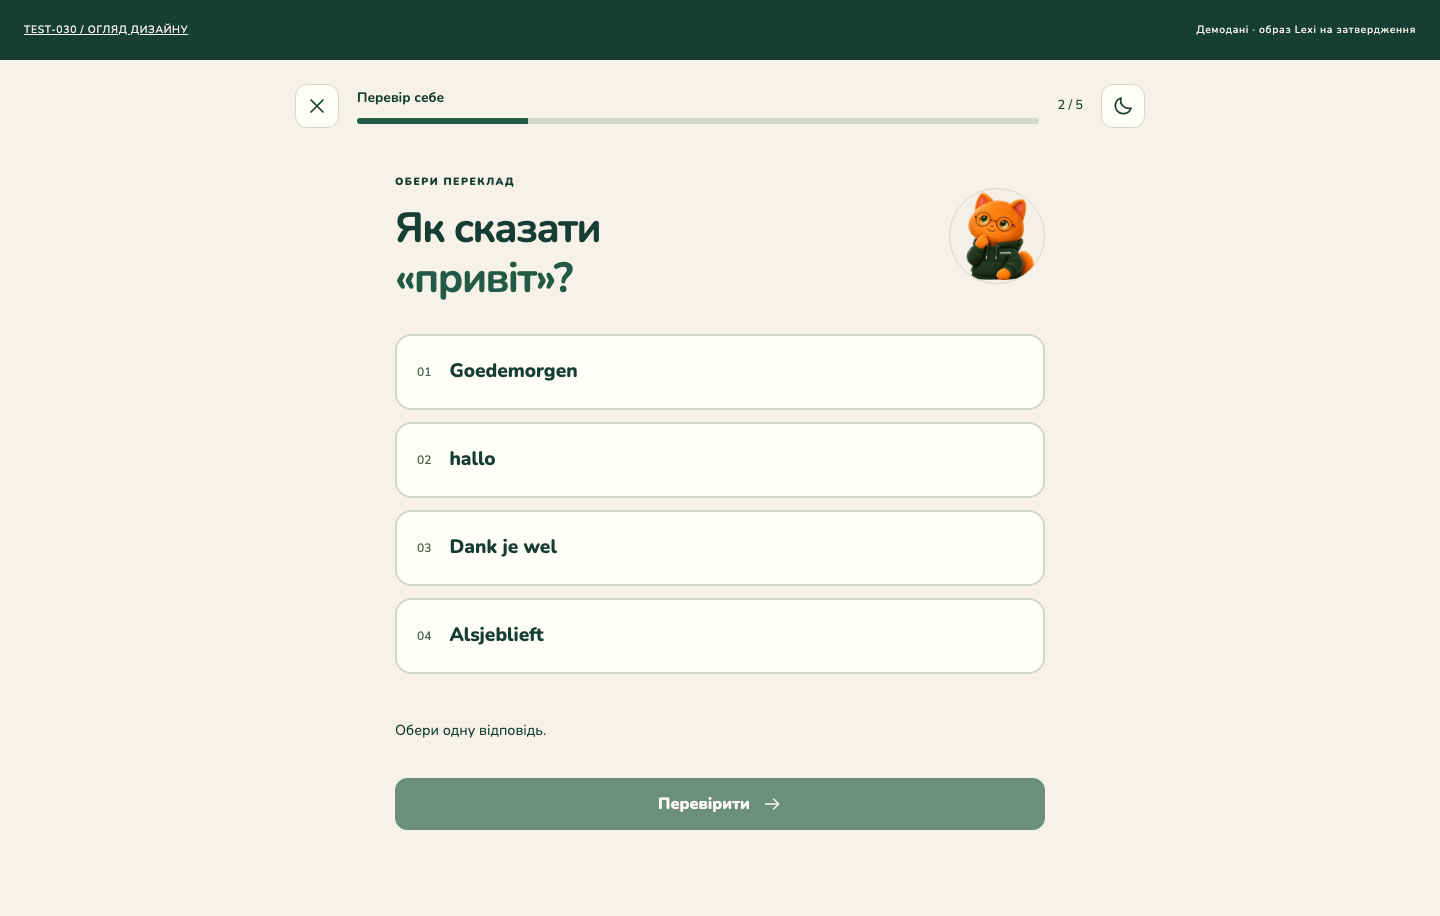 TEST-030 / ОГЛЯД ДИЗАЙНУ
Демодані · образ Lexi на затвердження
Перевір себе
2 / 5
ОБЕРИ ПЕРЕКЛАД
Як сказати
«привіт»?
01 Goedemorgen
02 hallo
03 Dank je wel
04 Alsjeblieft
Обери одну відповідь.
Перевірити →